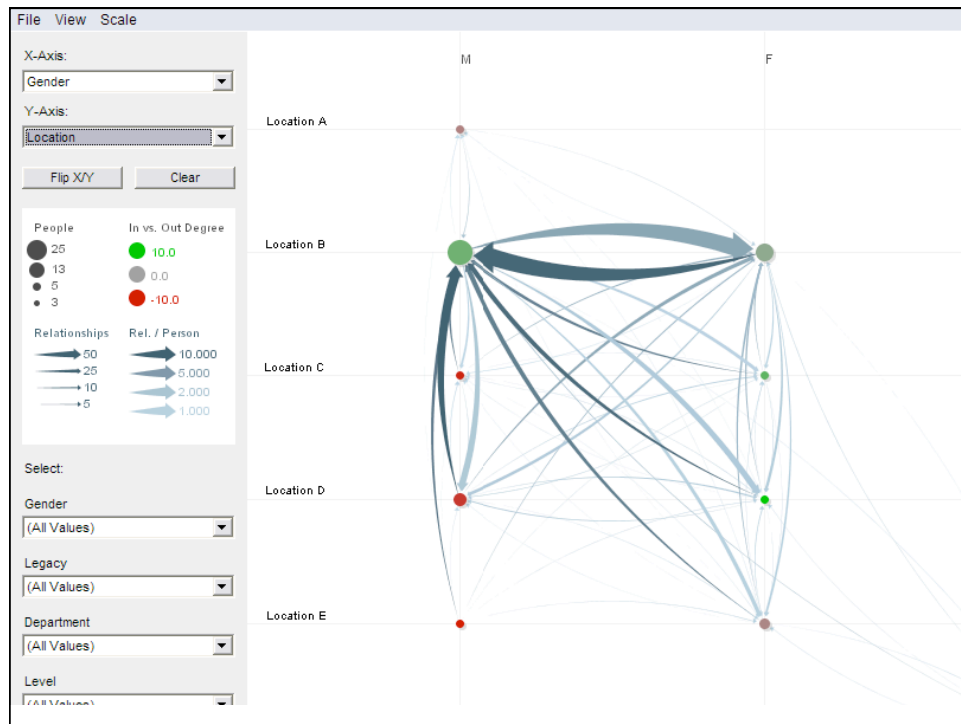 File View Scale
X-Axis:
Gender
Y-Axis:
Location
Flip X/Y Clear
People In vs. Out Degree
25 10.0
13 0.0
5
3 -10.0
Relationships Rel. / Person
50 10.000
25 5.000
10 2.000
5 1.000
Select:
Gender
(All Values)
Legacy
(All Values)
Department
(All Values)
Level
(All Values)
M F
Location A
Location B
Location C
Location D
Location E